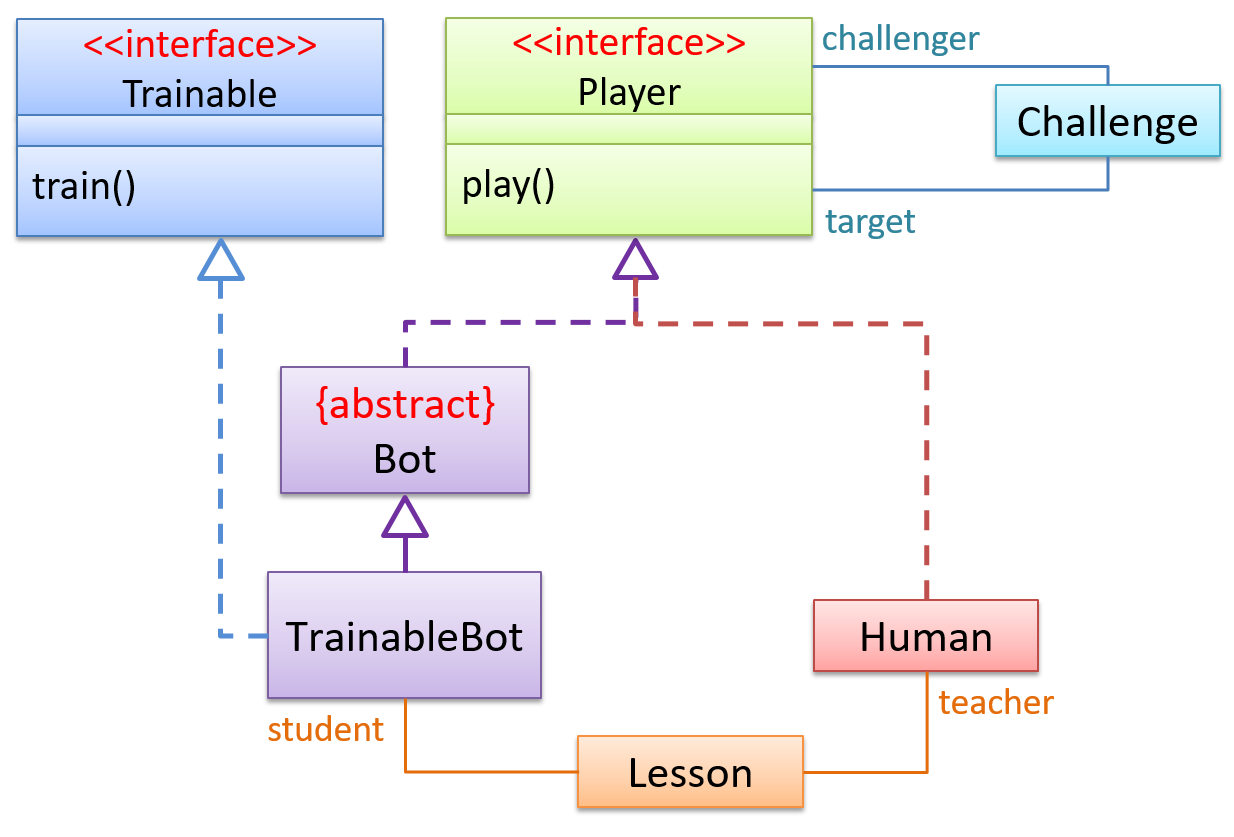 <<interface>>
Trainable
train()
<<interface>>
Player
play()
challenger
Challenge
target
{abstract}
Bot
TrainableBot
Human
student
teacher
Lesson